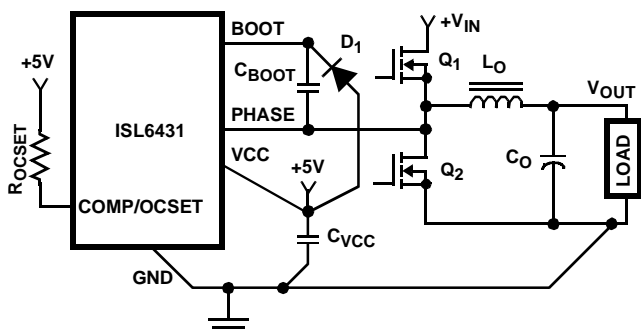 BOOT
D1
+VIN
+5V
CBOOT
Q1
LO
VOUT
ISL6431
PHASE
VCC
ROCSET
+5V
Q2
CO
LOAD
COMP/OCSET
CVCC
GND